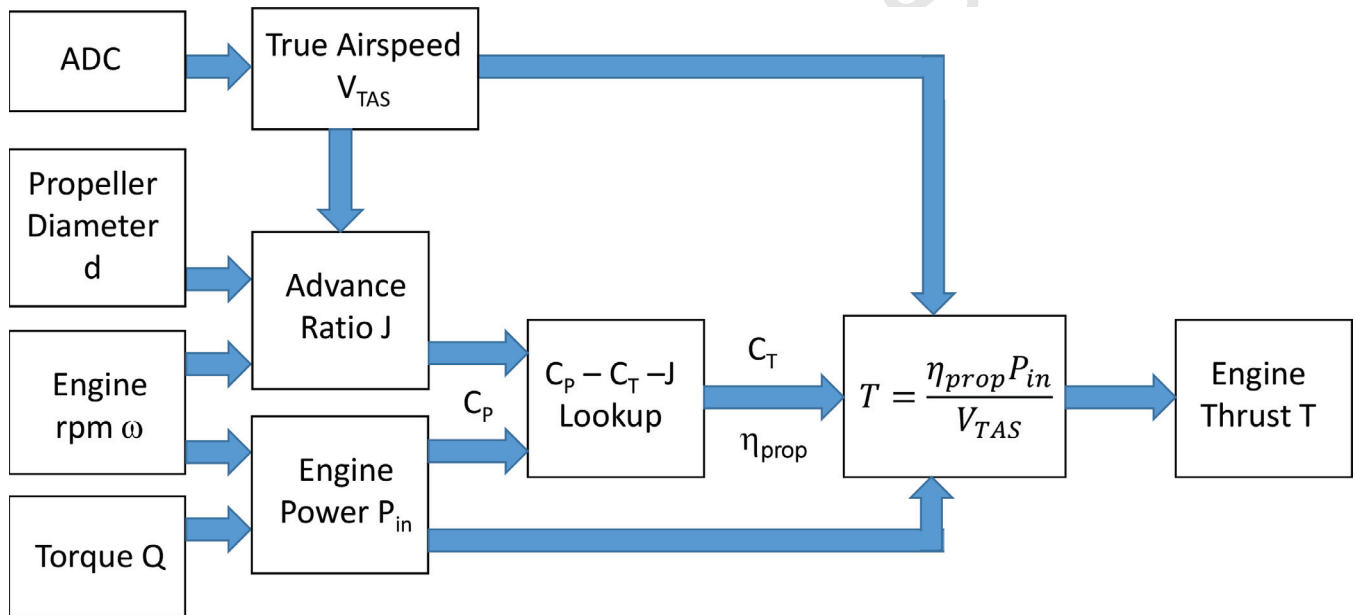 ADC
True Airspeed
V_TAS
Propeller
Diameter
d
Advance
Ratio J
Engine
rpm ω
C_P
Engine
Power P_in
Torque Q
C_P – C_T –J
Lookup
C_T
η_prop
T = η_prop P_in / V_TAS
Engine
Thrust T